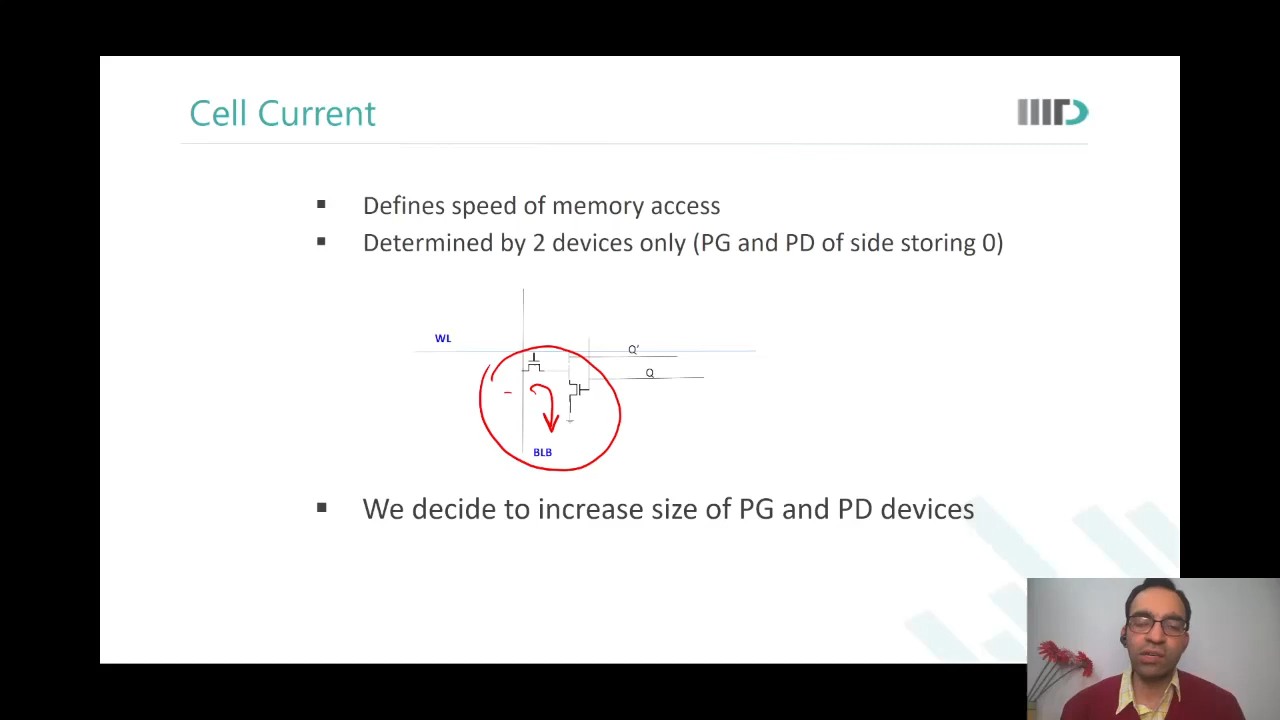 Cell Current
IIITD
▪ Defines speed of memory access
▪ Determined by 2 devices only (PG and PD of side storing 0)
WL
Q'
Q
BLB
▪ We decide to increase size of PG and PD devices